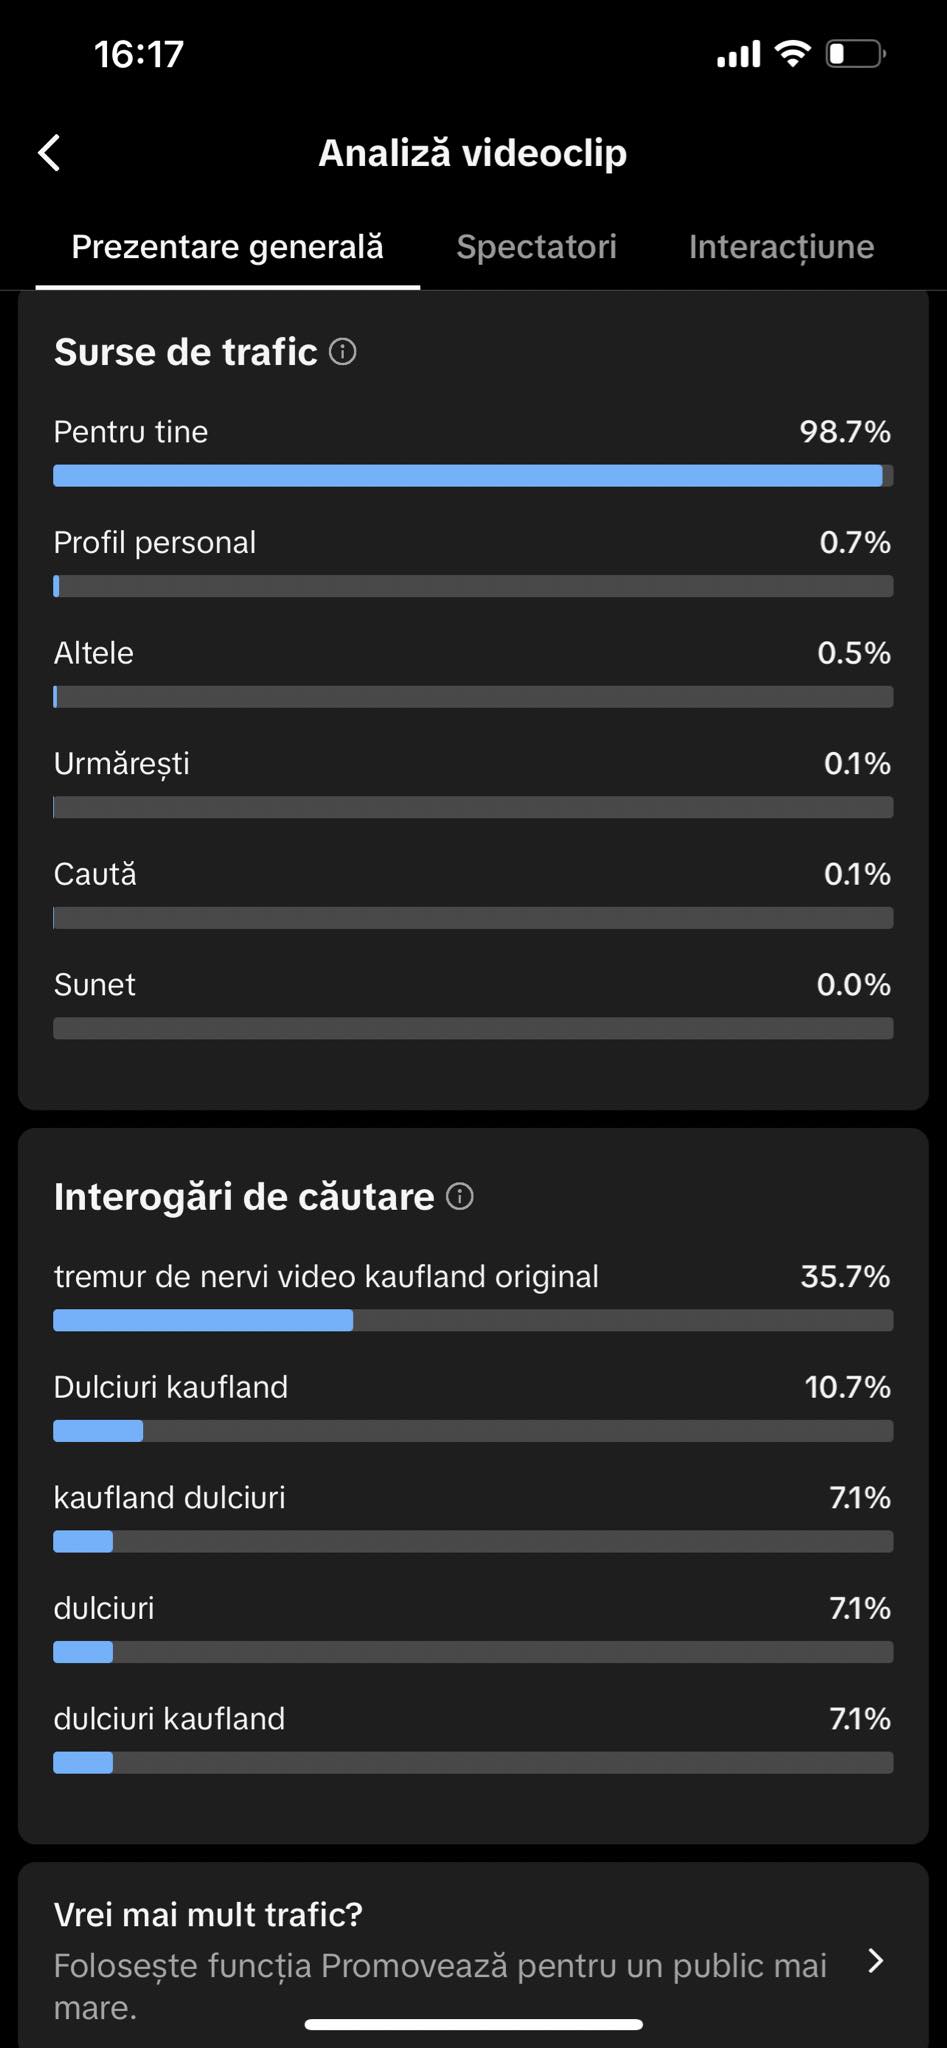 16:17
Analiză videoclip
Prezentare generală
Spectatori
Interacțiune
Surse de trafic
Pentru tine 98.7%
Profil personal 0.7%
Altele 0.5%
Urmărești 0.1%
Caută 0.1%
Sunet 0.0%
Interogări de căutare
tremur de nervi video kaufland original 35.7%
Dulciuri kaufland 10.7%
kaufland dulciuri 7.1%
dulciuri 7.1%
dulciuri kaufland 7.1%
Vrei mai mult trafic?
Folosește funcția Promovează pentru un public mai
mare.